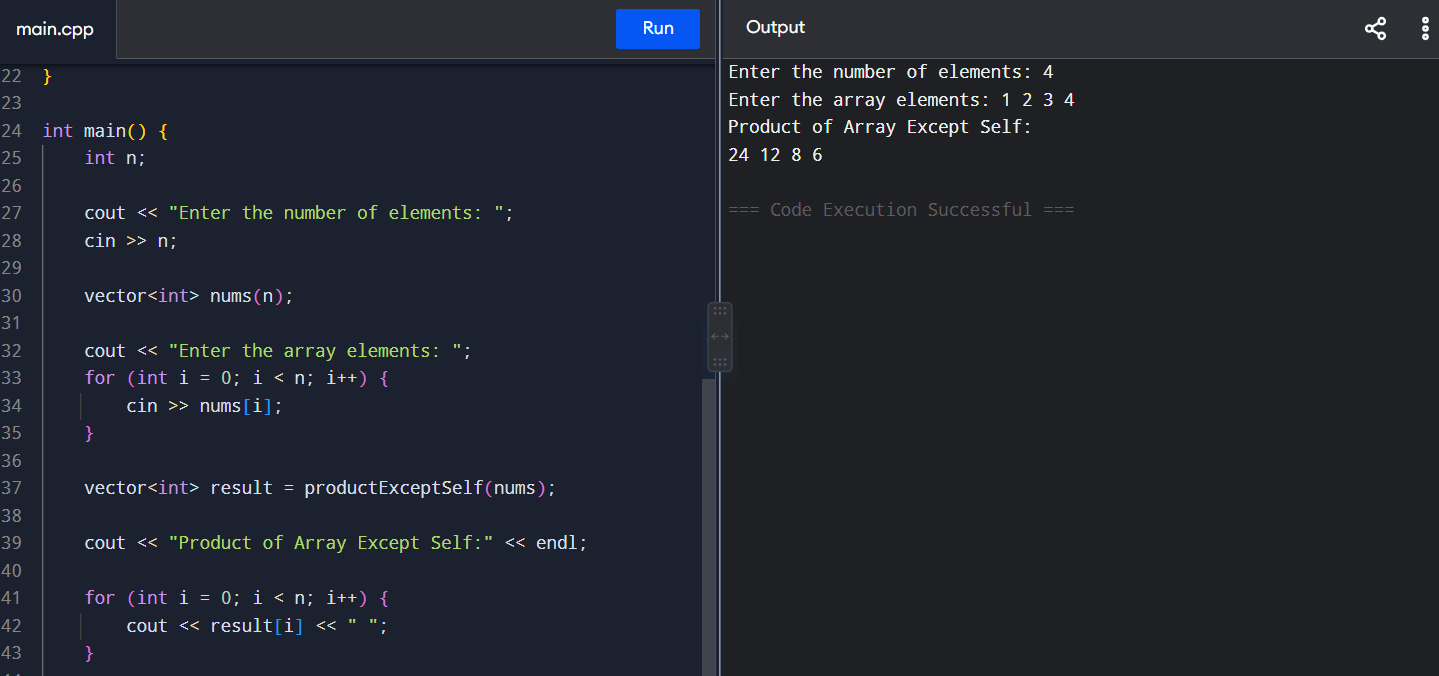 main.cpp
Run
22 }
23
24 int main() {
25     int n;
26
27     cout << "Enter the number of elements: ";
28     cin >> n;
29
30     vector<int> nums(n);
31
32     cout << "Enter the array elements: ";
33     for (int i = 0; i < n; i++) {
34         cin >> nums[i];
35     }
36
37     vector<int> result = productExceptSelf(nums);
38
39     cout << "Product of Array Except Self:" << endl;
40
41     for (int i = 0; i < n; i++) {
42         cout << result[i] << " ";
43     }
Output
Enter the number of elements: 4
Enter the array elements: 1 2 3 4
Product of Array Except Self:
24 12 8 6
=== Code Execution Successful ===